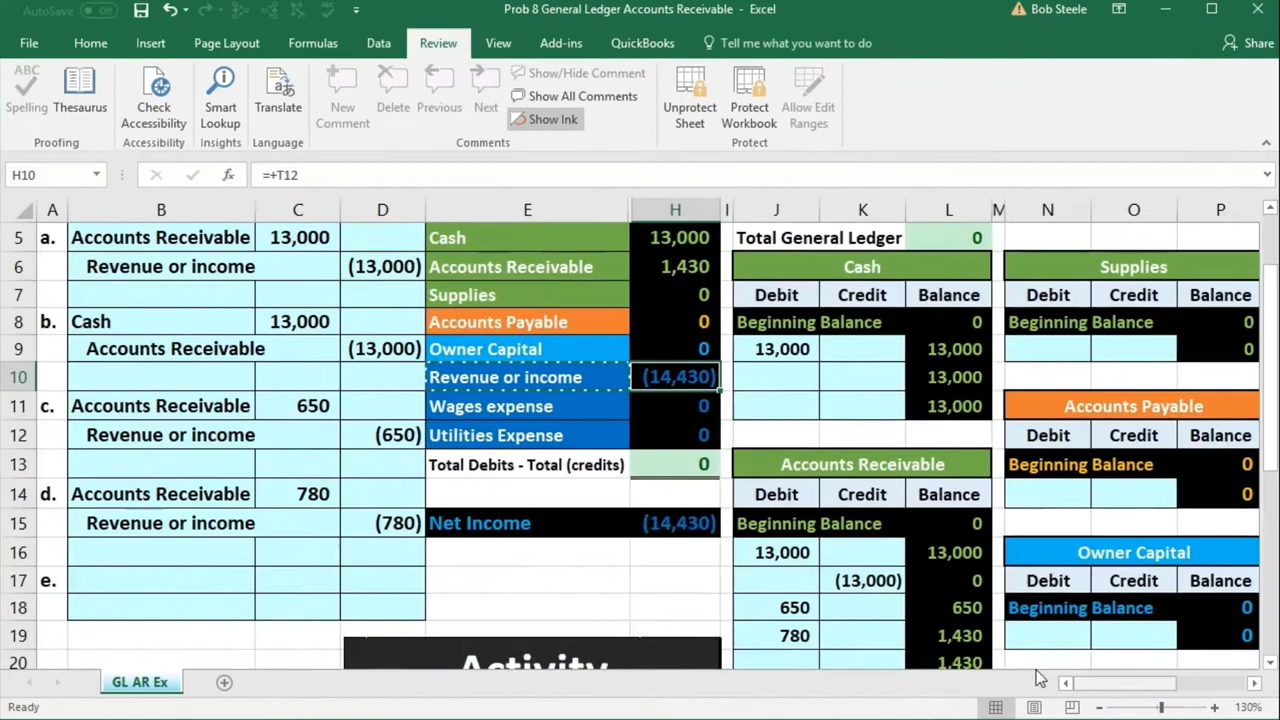 AutoSave Off
Prob 8 General Ledger Accounts Receivable - Excel
Bob Steele
File Home Insert Page Layout Formulas Data Review View Add-ins QuickBooks Tell me what you want to do Share
ABC
Spelling Thesaurus
Check Accessibility
Smart Lookup
Translate
New Comment
Delete Previous Next
Show/Hide Comment
Show All Comments
Show Ink
Unprotect Sheet
Protect Workbook
Allow Edit Ranges
Proofing Accessibility Insights Language Comments Protect
H10 fx =+T12
A B C D E H I J K L M N O P
5 a. Accounts Receivable 13,000 Cash 13,000 Total General Ledger 0
6 Revenue or income (13,000) Accounts Receivable 1,430 Cash Supplies
7 Supplies 0 Debit Credit Balance Debit Credit Balance
8 b. Cash 13,000 Accounts Payable 0 Beginning Balance 0 Beginning Balance 0
9 Accounts Receivable (13,000) Owner Capital 0 13,000 13,000 0
10 Revenue or income (14,430) 13,000
11 c. Accounts Receivable 650 Wages expense 0 13,000 Accounts Payable
12 Revenue or income (650) Utilities Expense 0 Debit Credit Balance
13 Total Debits - Total (credits) 0 Accounts Receivable Beginning Balance 0
14 d. Accounts Receivable 780 Debit Credit Balance 0
15 Revenue or income (780) Net Income (14,430) Beginning Balance 0
16 13,000 13,000 Owner Capital
17 e. (13,000) 0 Debit Credit Balance
18 650 650 Beginning Balance 0
19 780 1,430 0
20 Activity 1,430
GL AR Ex
Ready 130%